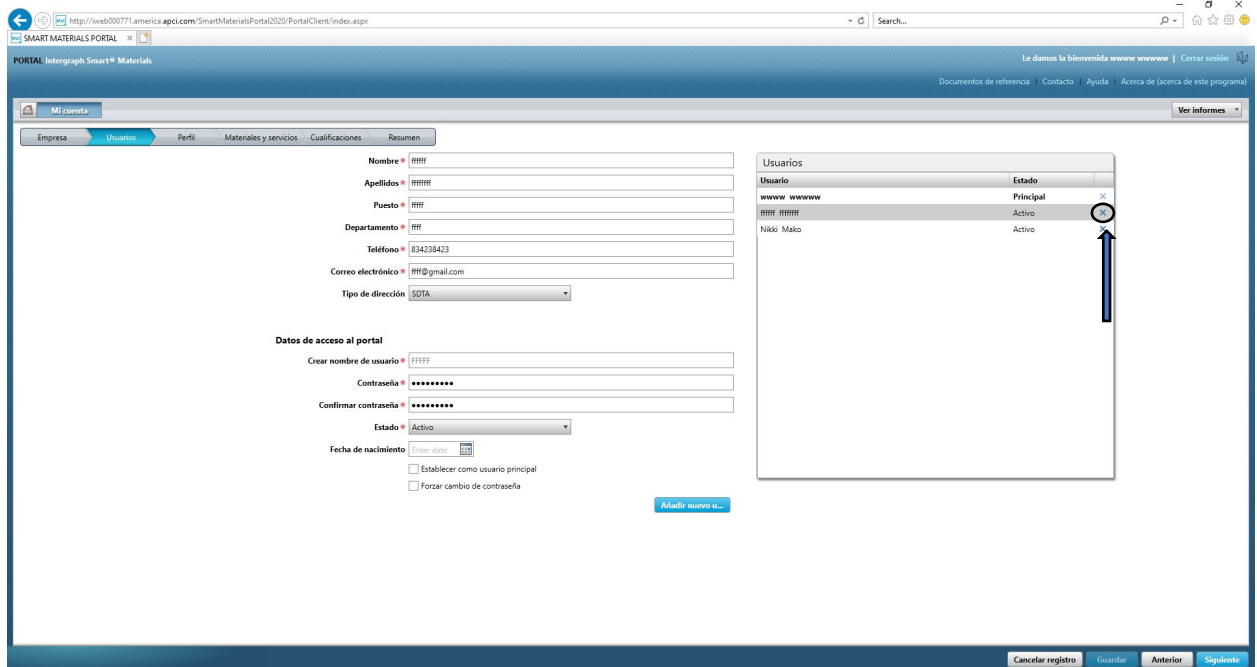 http://iweb000771.america.apci.com/SmartMaterialsPortal2020/PortalClient/index.aspx
Search...
SMART MATERIALS PORTAL
PORTAL Intergraph Smart® Materials
Le damos la bienvenida wwww wwwww | Cerrar sesión
Documentos de referencia | Contacto | Ayuda | Acerca de (acerca de este programa)
Mi cuenta
Ver informes
Empresa Usuarios Perfil Materiales y servicios Cualificaciones Resumen
Nombre * ffffff
Apellidos * ffffffff
Puesto * fffff
Departamento * ffff
Teléfono * 834238423
Correo electrónico * ffff@gmail.com
Tipo de dirección SDTA
Datos de acceso al portal
Crear nombre de usuario * FFFFF
Contraseña * •••••••••
Confirmar contraseña * •••••••••
Estado * Activo
Fecha de nacimiento Enter date
Establecer como usuario principal
Forzar cambio de contraseña
Añadir nuevo u...
Usuarios
Usuario Estado
wwww wwwww Principal
ffffff ffffffff Activo
Nikki Mako Activo
Cancelar registro Guardar Anterior Siguiente